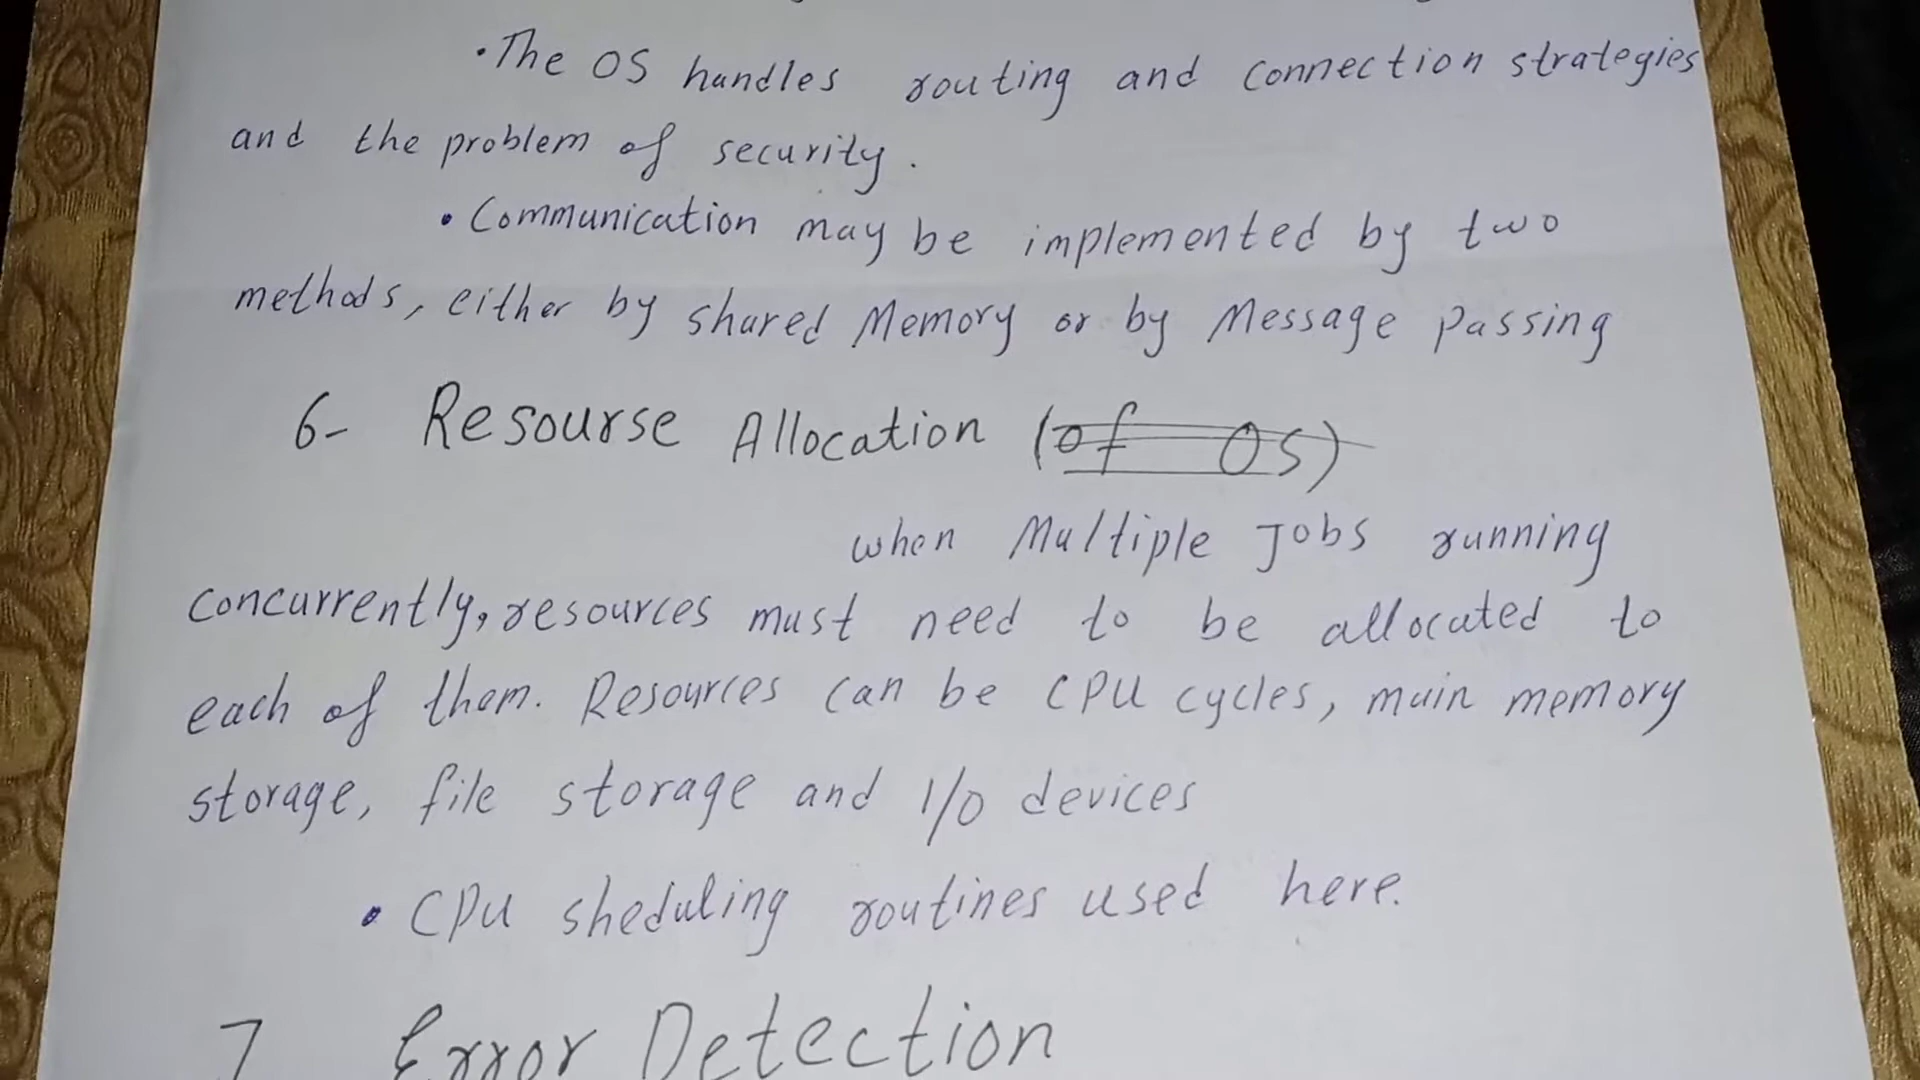 • The OS handles routing and connection strategies
and the problem of security.
• Communication may be implemented by two
methods, either by shared Memory or by Message passing
6- Resourse Allocation (of OS)
when Multiple Jobs running
concurrently, resources must need to be allocated to
each of them. Resources can be CPU cycles, main memory
storage, file storage and I/O devices
• CPU sheduling routines used here.
7 Error Detection